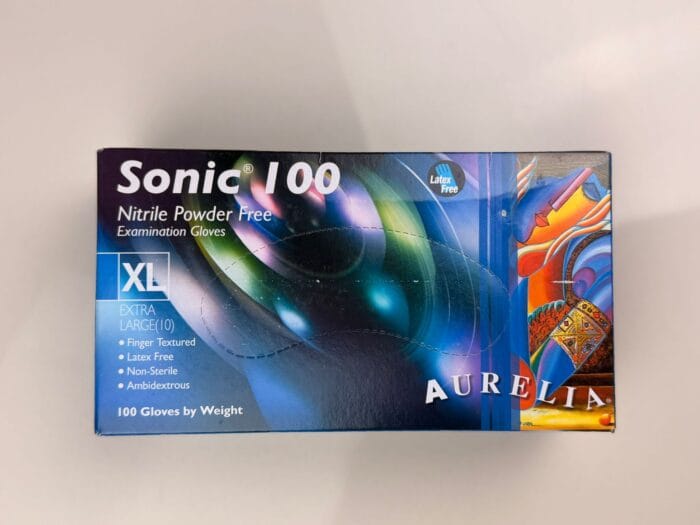 Sonic® 100
Nitrile Powder Free
Examination Gloves
Latex
Free
XL
EXTRA
LARGE(10)
• Finger Textured
• Latex Free
• Non-Sterile
• Ambidextrous
100 Gloves by Weight
AURELIA®